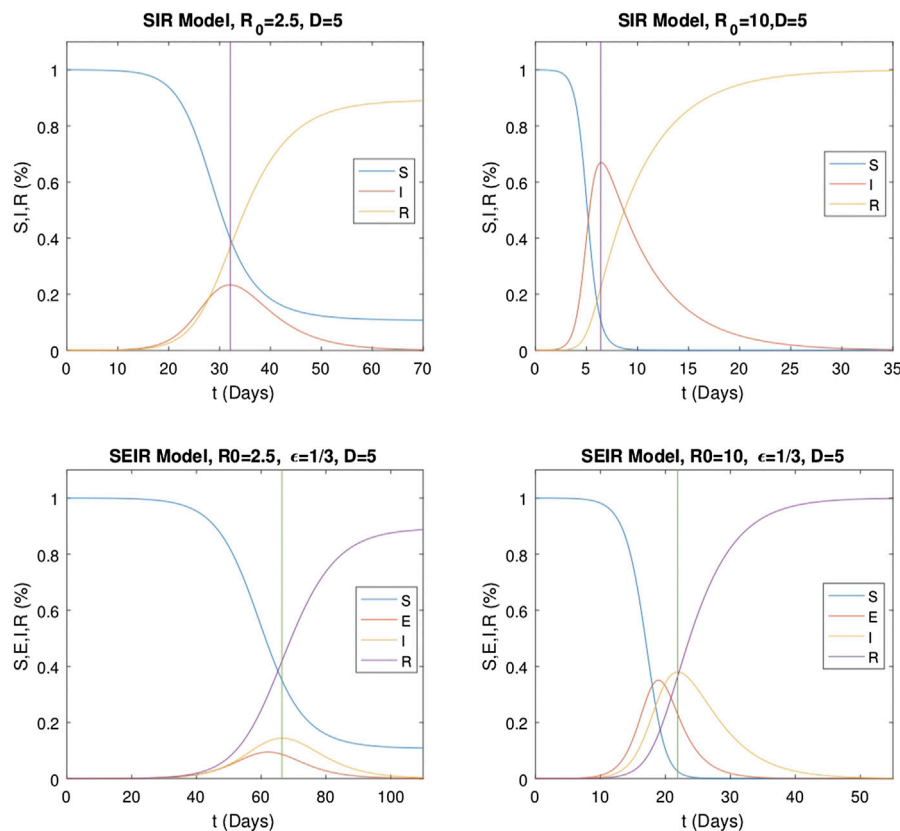 SIR Model, R0=2.5, D=5
1
0.8
0.6
0.4
0.2
0
S,I,R (%)
S
I
R
0 10 20 30 40 50 60 70
t (Days)
SIR Model, R0=10,D=5
1
0.8
0.6
0.4
0.2
0
S,I,R (%)
S
I
R
0 5 10 15 20 25 30 35
t (Days)
SEIR Model, R0=2.5, ϵ=1/3, D=5
1
0.8
0.6
0.4
0.2
0
S,E,I,R (%)
S
E
I
R
0 20 40 60 80 100
t (Days)
SEIR Model, R0=10, ϵ=1/3, D=5
1
0.8
0.6
0.4
0.2
0
S,E,I,R (%)
S
E
I
R
0 10 20 30 40 50
t (Days)